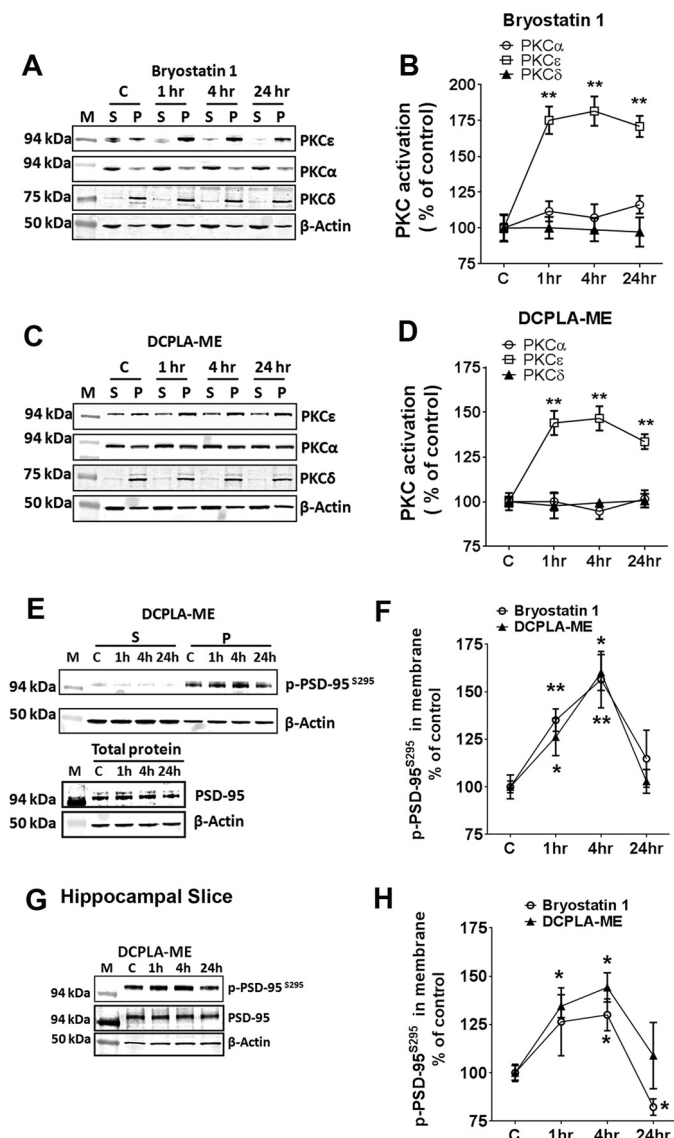 A
Bryostatin 1
C 1 hr 4 hr 24 hr
M S P S P S P S P
94 kDa PKCε
94 kDa PKCα
75 kDa PKCδ
50 kDa β-Actin
B
Bryostatin 1
PKCα
PKCε
PKCδ
PKC activation
( % of control)
200
175
150
125
100
75
** ** **
C 1hr 4hr 24hr
C
DCPLA-ME
C 1 hr 4 hr 24 hr
M S P S P S P S P
94 kDa PKCε
94 kDa PKCα
75 kDa PKCδ
50 kDa β-Actin
D
DCPLA-ME
PKCα
PKCε
PKCδ
PKC activation
( % of control)
175
150
125
100
75
** ** **
C 1hr 4hr 24hr
E
DCPLA-ME
S P
M C 1h 4h 24h C 1h 4h 24h
94 kDa p-PSD-95 S295
50 kDa β-Actin
Total protein
M C 1h 4h 24h
94 kDa PSD-95
50 kDa β-Actin
F
Bryostatin 1
DCPLA-ME
p-PSD-95S295 in membrane
% of control
175
150
125
100
75
*
**
**
*
C 1hr 4hr 24hr
G Hippocampal Slice
DCPLA-ME
M C 1h 4h 24h
94 kDa p-PSD-95 S295
94 kDa PSD-95
50 kDa β-Actin
H
Bryostatin 1
DCPLA-ME
p-PSD-95S295 in membrane
% of control
175
150
125
100
75
* *
*
*
C 1hr 4hr 24hr